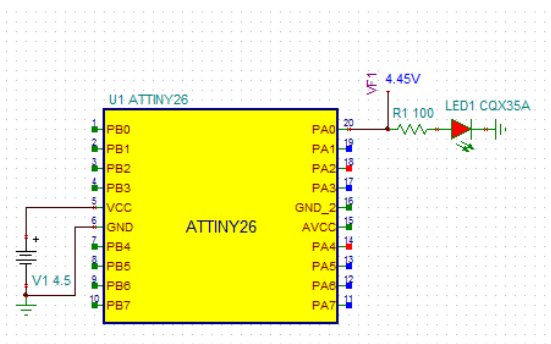 VF1 4.45V
U1 ATTINY26
R1 100
LED1 CQX35A
1 PB0
PA0 20
2 PB1
PA1 19
3 PB2
PA2 18
4 PB3
PA3 17
5 VCC
GND_2 16
6 GND
AVCC 15
ATTINY26
7 PB4
PA4 14
8 PB5
PA5 13
9 PB6
PA6 12
10 PB7
PA7 11
+
V1 4.5